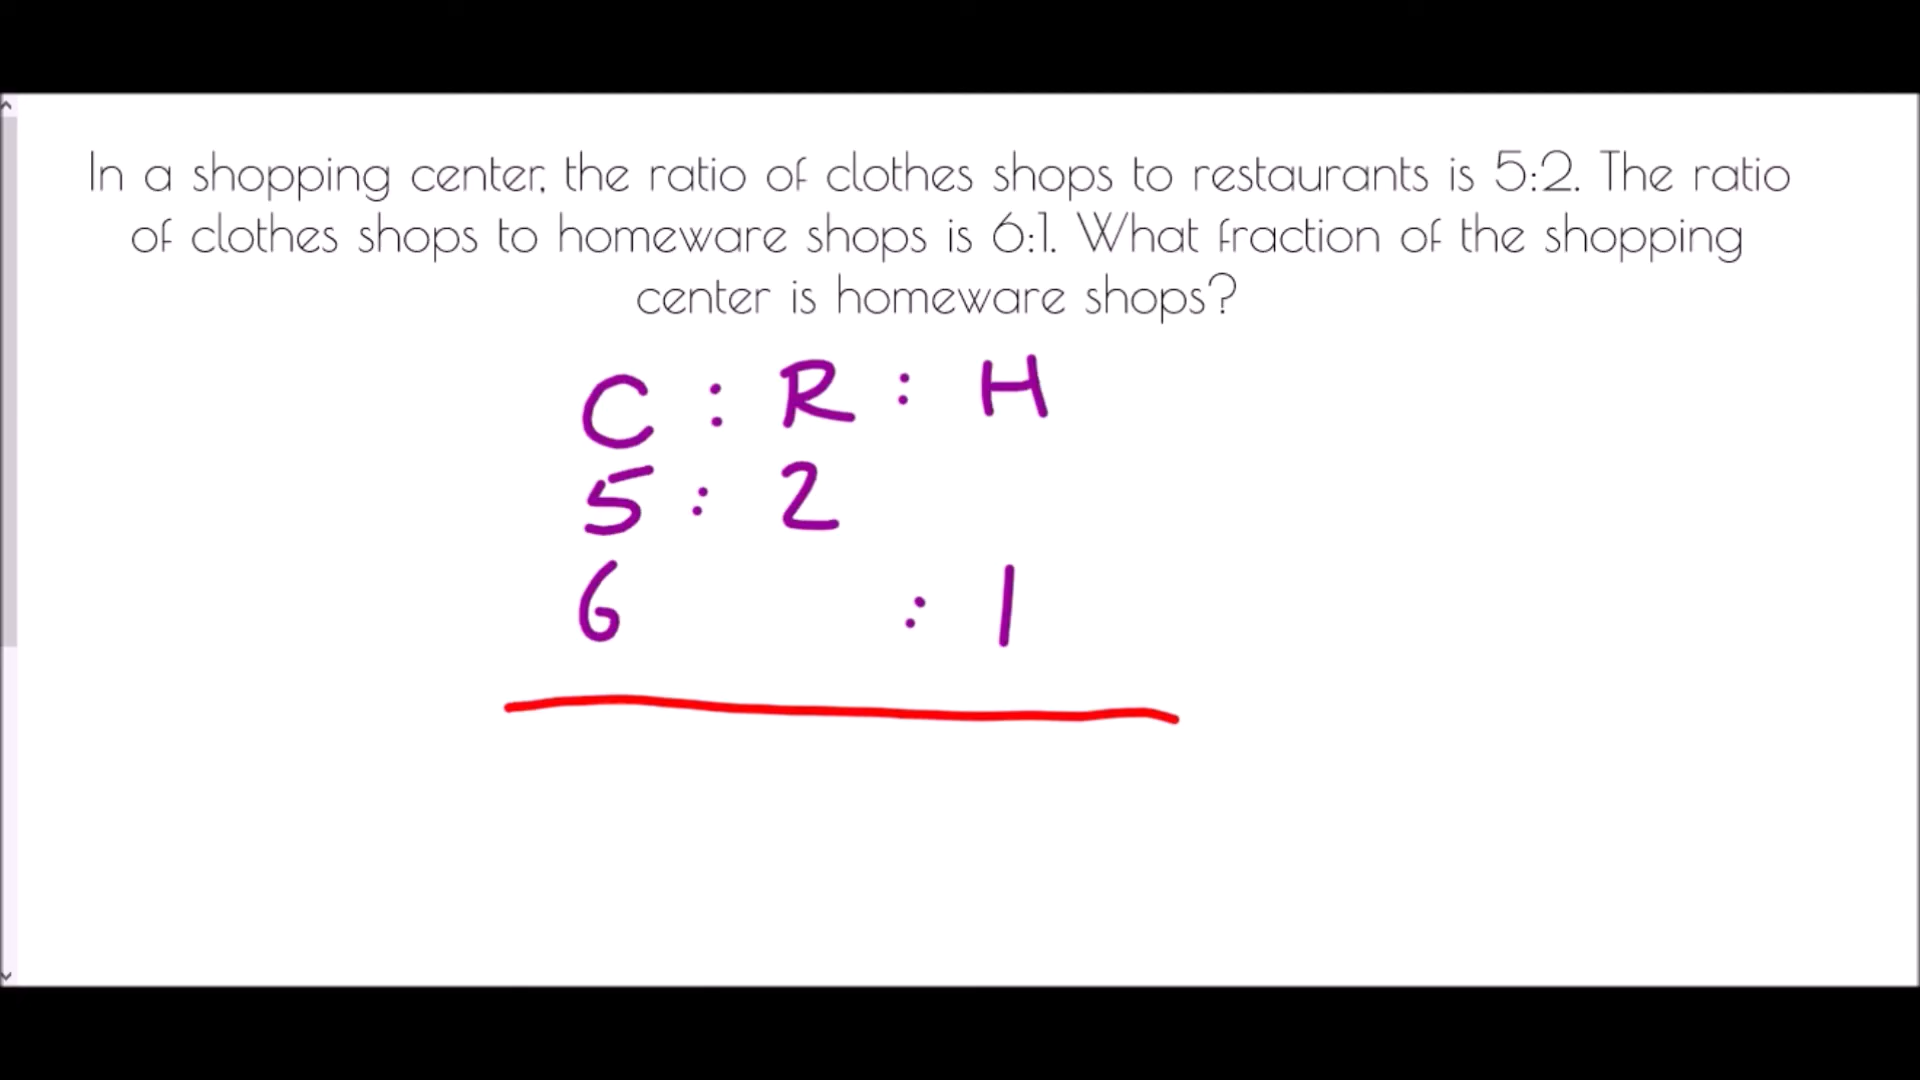 In a shopping center, the ratio of clothes shops to restaurants is 5:2. The ratio
of clothes shops to homeware shops is 6:1. What fraction of the shopping
center is homeware shops?
C : R : H
5 : 2
6 : 1